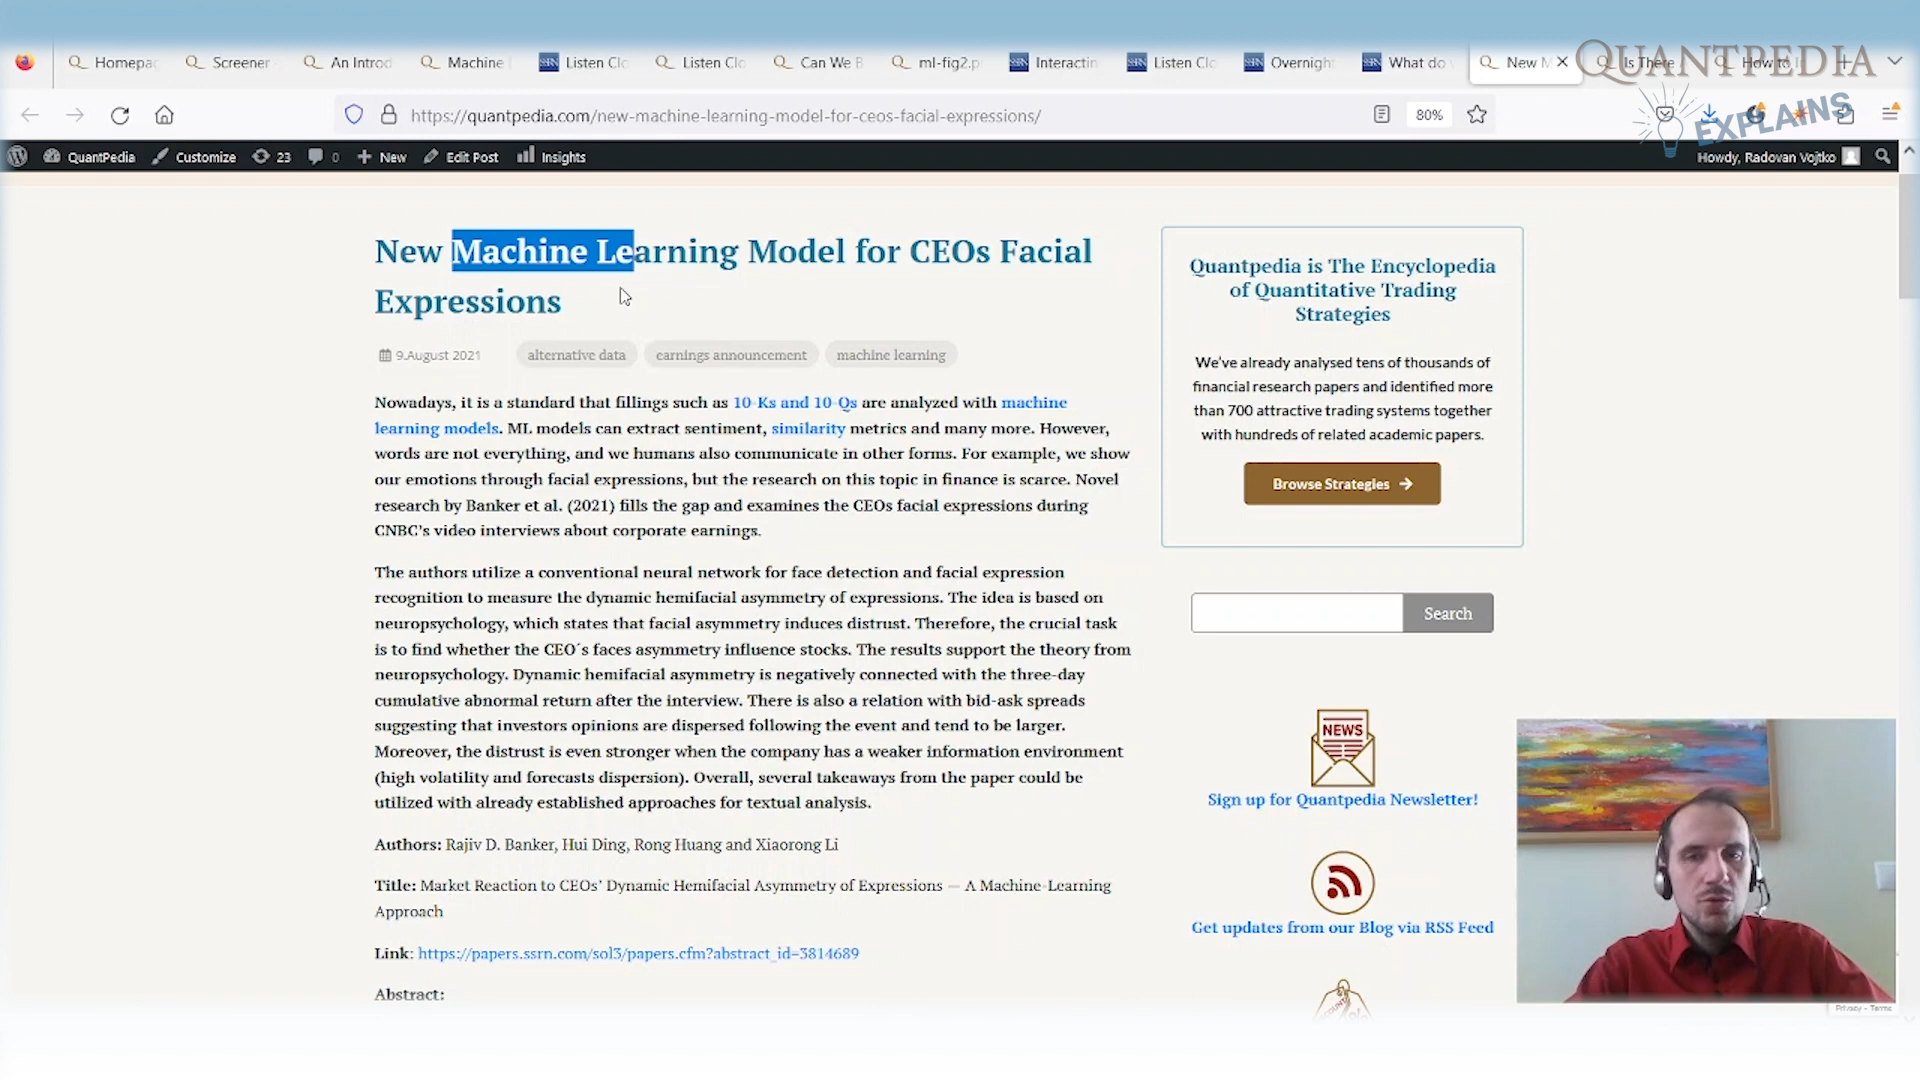 Homepag
Screener
An Introd
Machine
Listen Clo
Listen Clo
Can We B
ml-fig2.p
Interactin
Listen Clo
Overnight
What do
New M
Is There
How to
QUANTPEDIA
EXPLAINS
https://quantpedia.com/new-machine-learning-model-for-ceos-facial-expressions/
80%
QuantPedia
Customize
23
0
New
Edit Post
Insights
Howdy, Radovan Vojtko
New Machine Learning Model for CEOs Facial
Expressions
9.August 2021
alternative data
earnings announcement
machine learning
Nowadays, it is a standard that fillings such as 10-Ks and 10-Qs are analyzed with machine
learning models. ML models can extract sentiment, similarity metrics and many more. However,
words are not everything, and we humans also communicate in other forms. For example, we show
our emotions through facial expressions, but the research on this topic in finance is scarce. Novel
research by Banker et al. (2021) fills the gap and examines the CEOs facial expressions during
CNBC's video interviews about corporate earnings.
The authors utilize a conventional neural network for face detection and facial expression
recognition to measure the dynamic hemifacial asymmetry of expressions. The idea is based on
neuropsychology, which states that facial asymmetry induces distrust. Therefore, the crucial task
is to find whether the CEO´s faces asymmetry influence stocks. The results support the theory from
neuropsychology. Dynamic hemifacial asymmetry is negatively connected with the three-day
cumulative abnormal return after the interview. There is also a relation with bid-ask spreads
suggesting that investors opinions are dispersed following the event and tend to be larger.
Moreover, the distrust is even stronger when the company has a weaker information environment
(high volatility and forecasts dispersion). Overall, several takeaways from the paper could be
utilized with already established approaches for textual analysis.
Authors: Rajiv D. Banker, Hui Ding, Rong Huang and Xiaorong Li
Title: Market Reaction to CEOs' Dynamic Hemifacial Asymmetry of Expressions — A Machine-Learning
Approach
Link: https://papers.ssrn.com/sol3/papers.cfm?abstract_id=3814689
Abstract:
Quantpedia is The Encyclopedia
of Quantitative Trading
Strategies
We've already analysed tens of thousands of
financial research papers and identified more
than 700 attractive trading systems together
with hundreds of related academic papers.
Browse Strategies
Search
NEWS
Sign up for Quantpedia Newsletter!
Get updates from our Blog via RSS Feed
Privacy - Terms